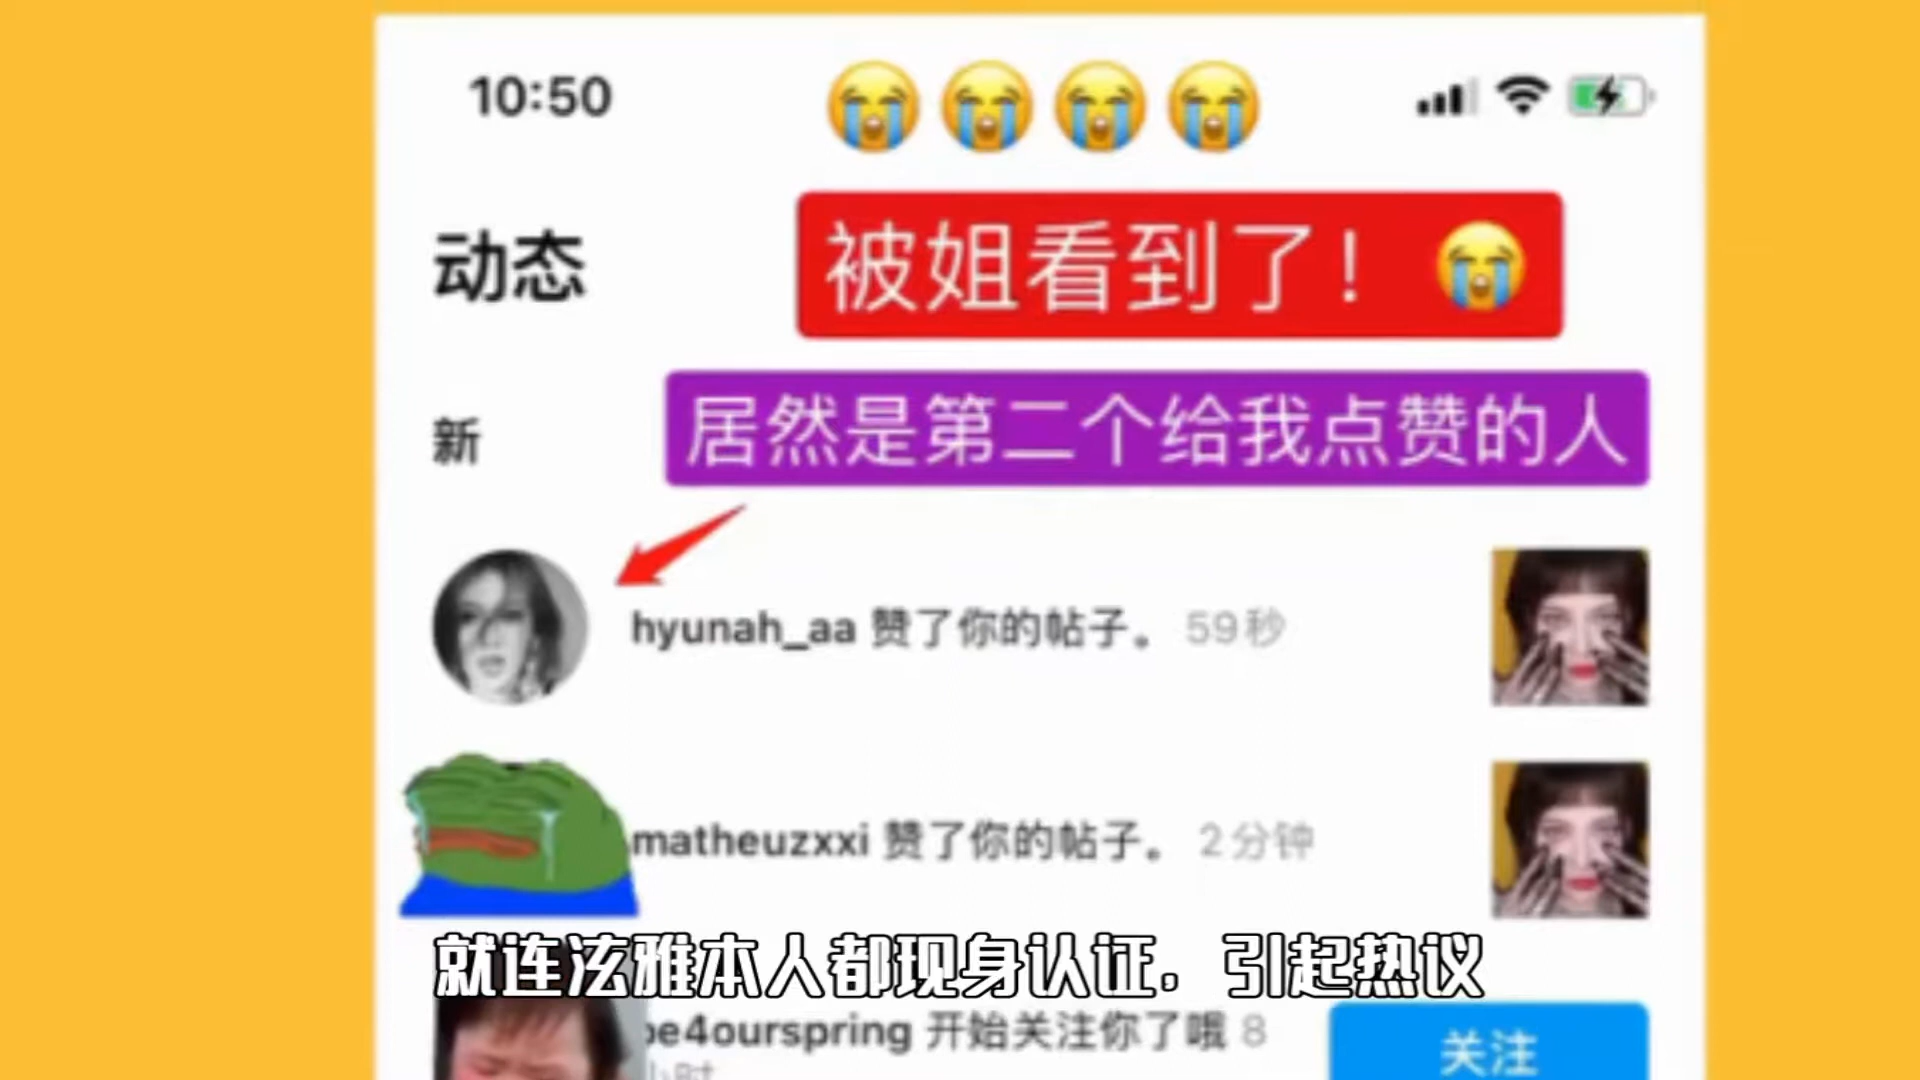 10:50
动态
被姐看到了！
新
居然是第二个给我点赞的人
hyunah_aa 赞了你的帖子。 59秒
matheuzxxi 赞了你的帖子。 2分钟
就连泫雅本人都现身认证，引起热议
be4ourspring 开始关注你了哦 8
小时
关注